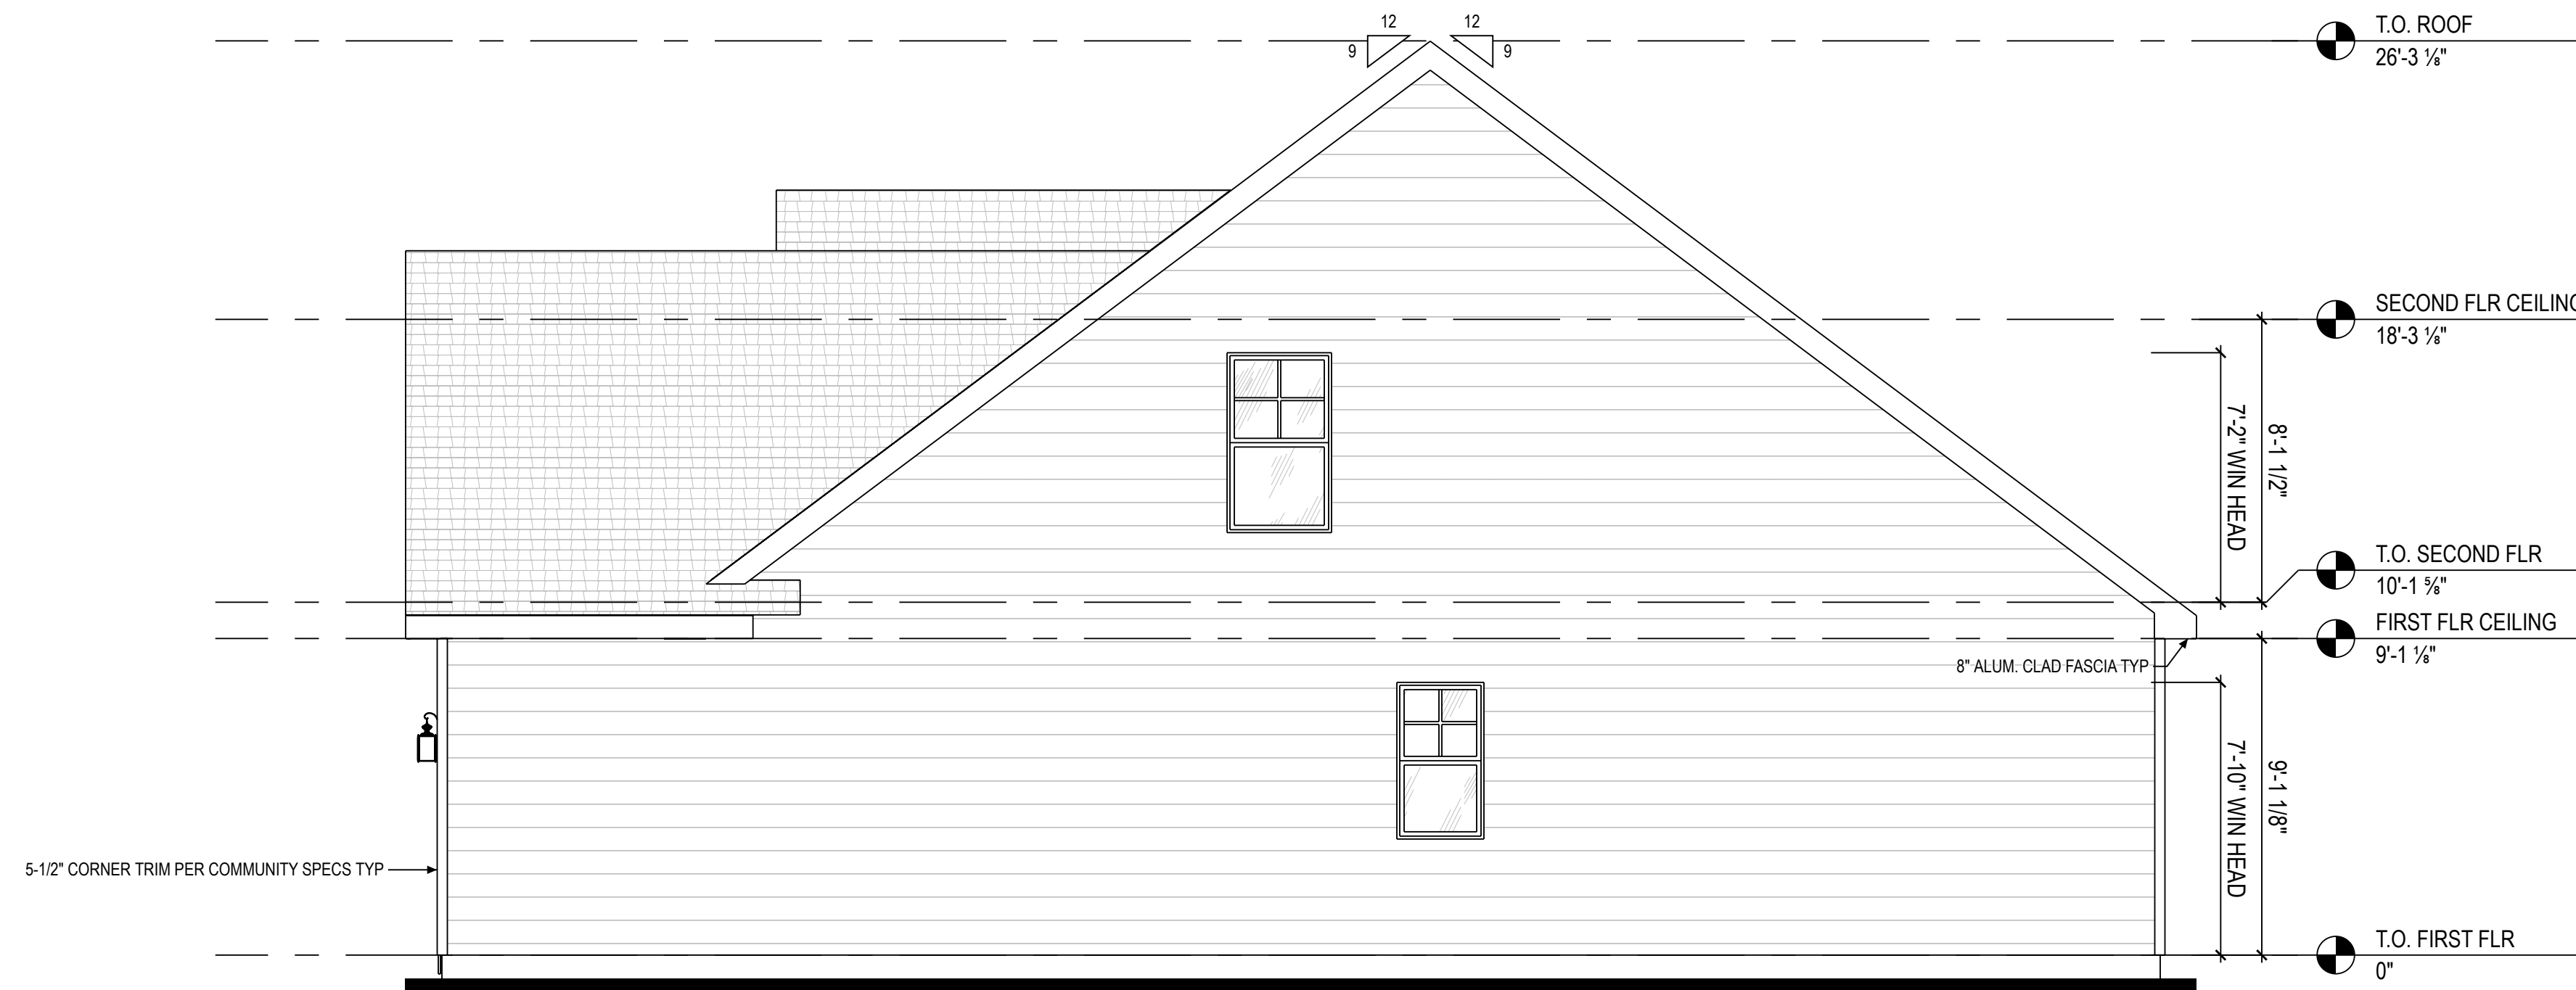 12
12
9
9
T.O. ROOF
26'-3 ⅛"
SECOND FLR CEILING
18'-3 ⅛"
7'-2" WIN HEAD
8'-1 1/2"
T.O. SECOND FLR
10'-1 ⅝"
FIRST FLR CEILING
9'-1 ⅛"
8" ALUM. CLAD FASCIA TYP
7'-10" WIN HEAD
9'-1 1/8"
5-1/2" CORNER TRIM PER COMMUNITY SPECS TYP
T.O. FIRST FLR
0"